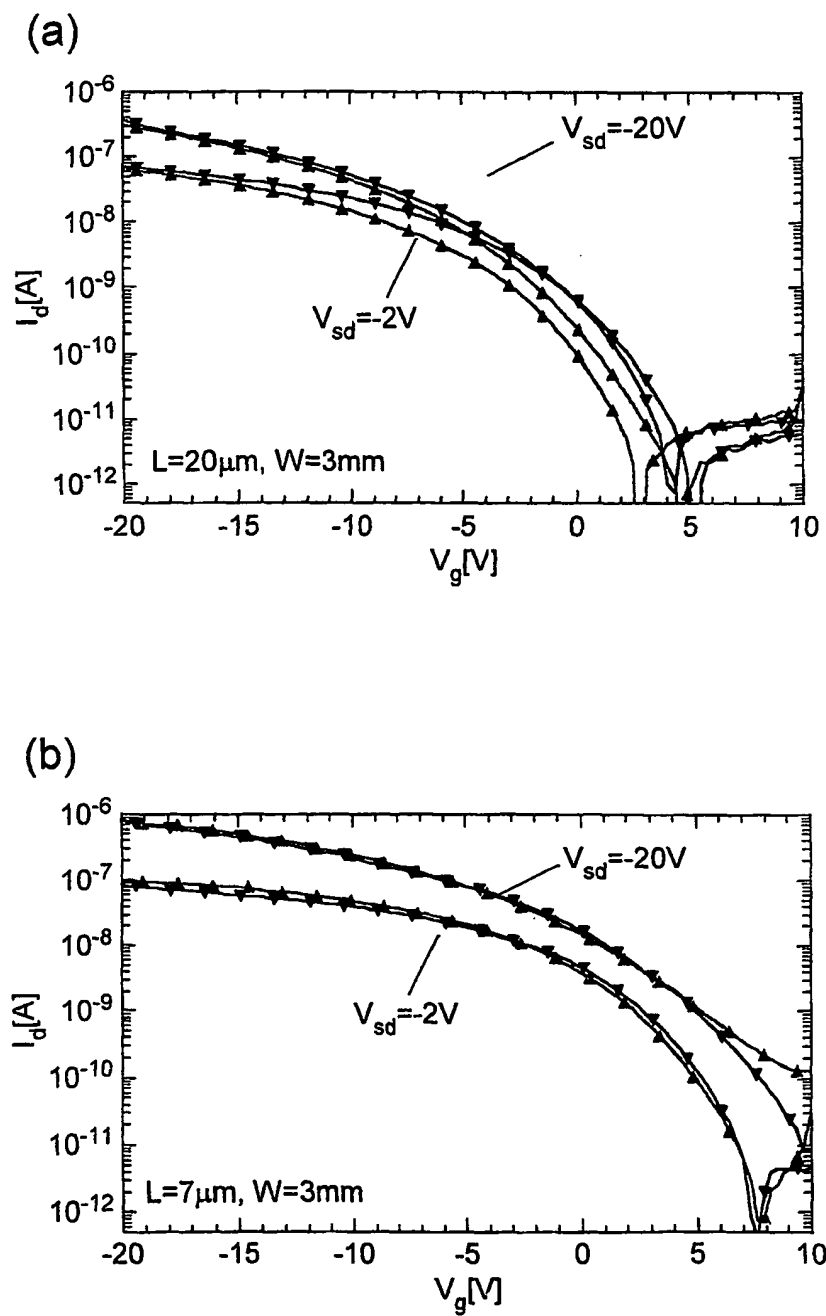 (a)
10^-6
10^-7
10^-8
10^-9
10^-10
10^-11
10^-12
I_d[A]
V_sd=-20V
V_sd=-2V
L=20μm, W=3mm
-20 -15 -10 -5 0 5 10
V_g[V]
(b)
10^-6
10^-7
10^-8
10^-9
10^-10
10^-11
10^-12
I_d[A]
V_sd=-20V
V_sd=-2V
L=7μm, W=3mm
-20 -15 -10 -5 0 5 10
V_g[V]